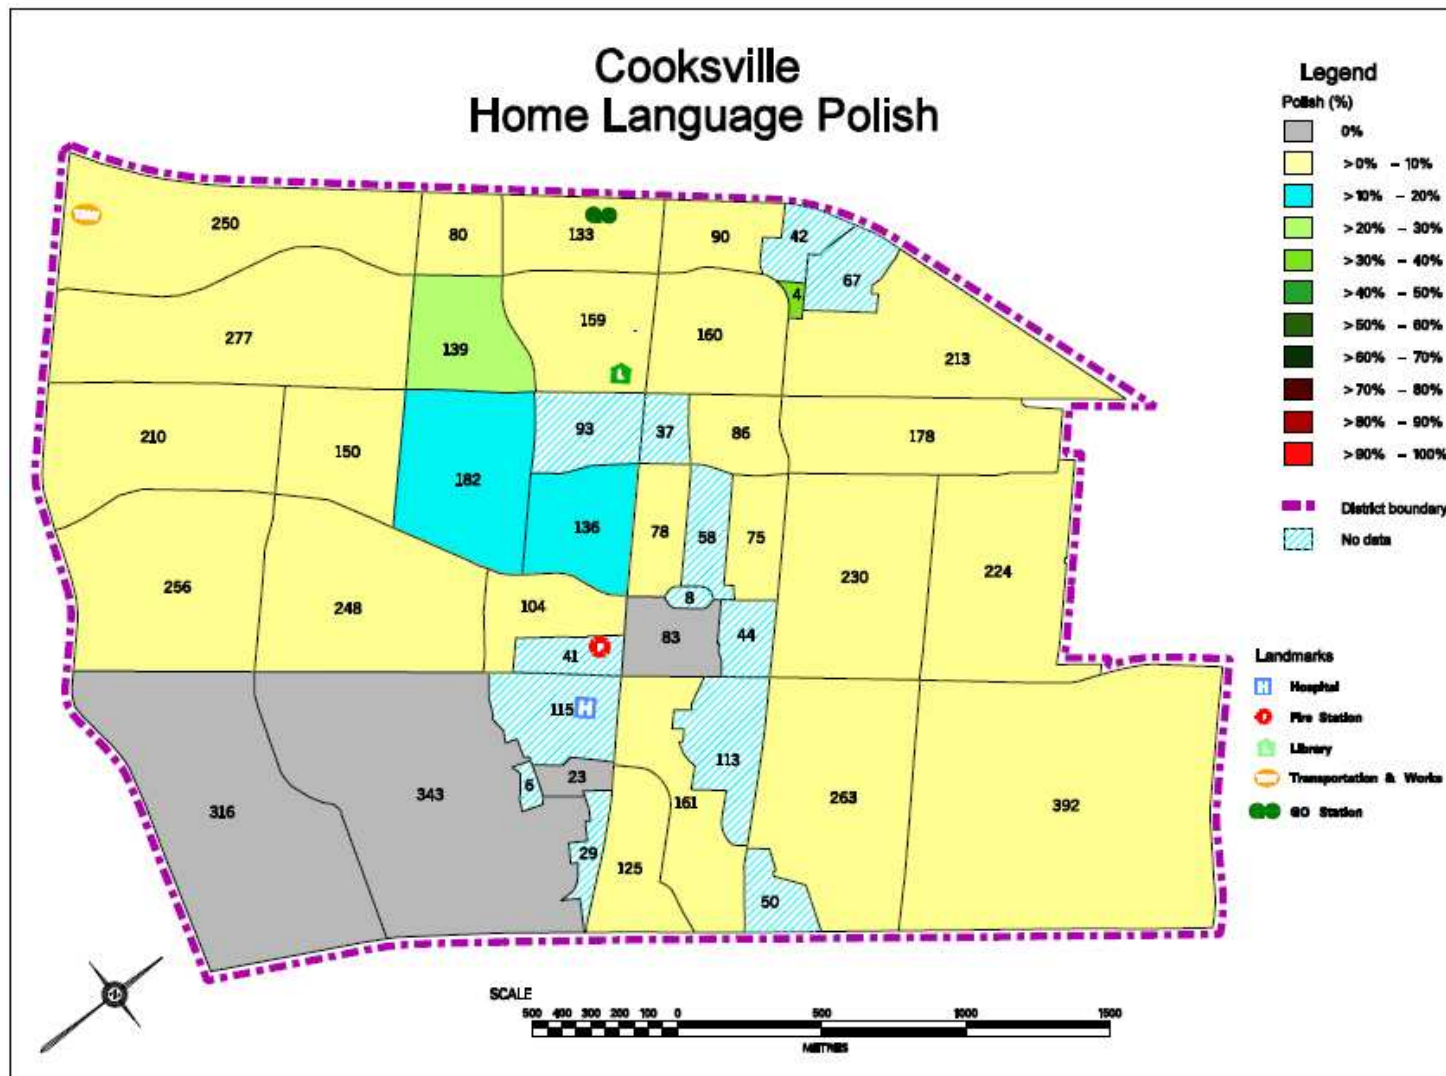 Cooksville
Home Language Polish
Legend
Polish (%)
0%
>0% - 10%
>10% - 20%
>20% - 30%
>30% - 40%
>40% - 50%
>50% - 60%
>60% - 70%
>70% - 80%
>80% - 90%
>90% - 100%
District boundary
No data
Landmarks
H Hospital
Fire Station
L Library
Transportation & Works
GO Station
250
80
133
90
42
67
4
277
139
159
L
160
213
210
150
182
93
37
86
178
136
78
58
75
256
248
104
8
230
224
41
83
44
115 H
6
23
113
316
343
161
263
392
29
125
50
SCALE
500 400 300 200 100 0 500 1000 1500
METRES